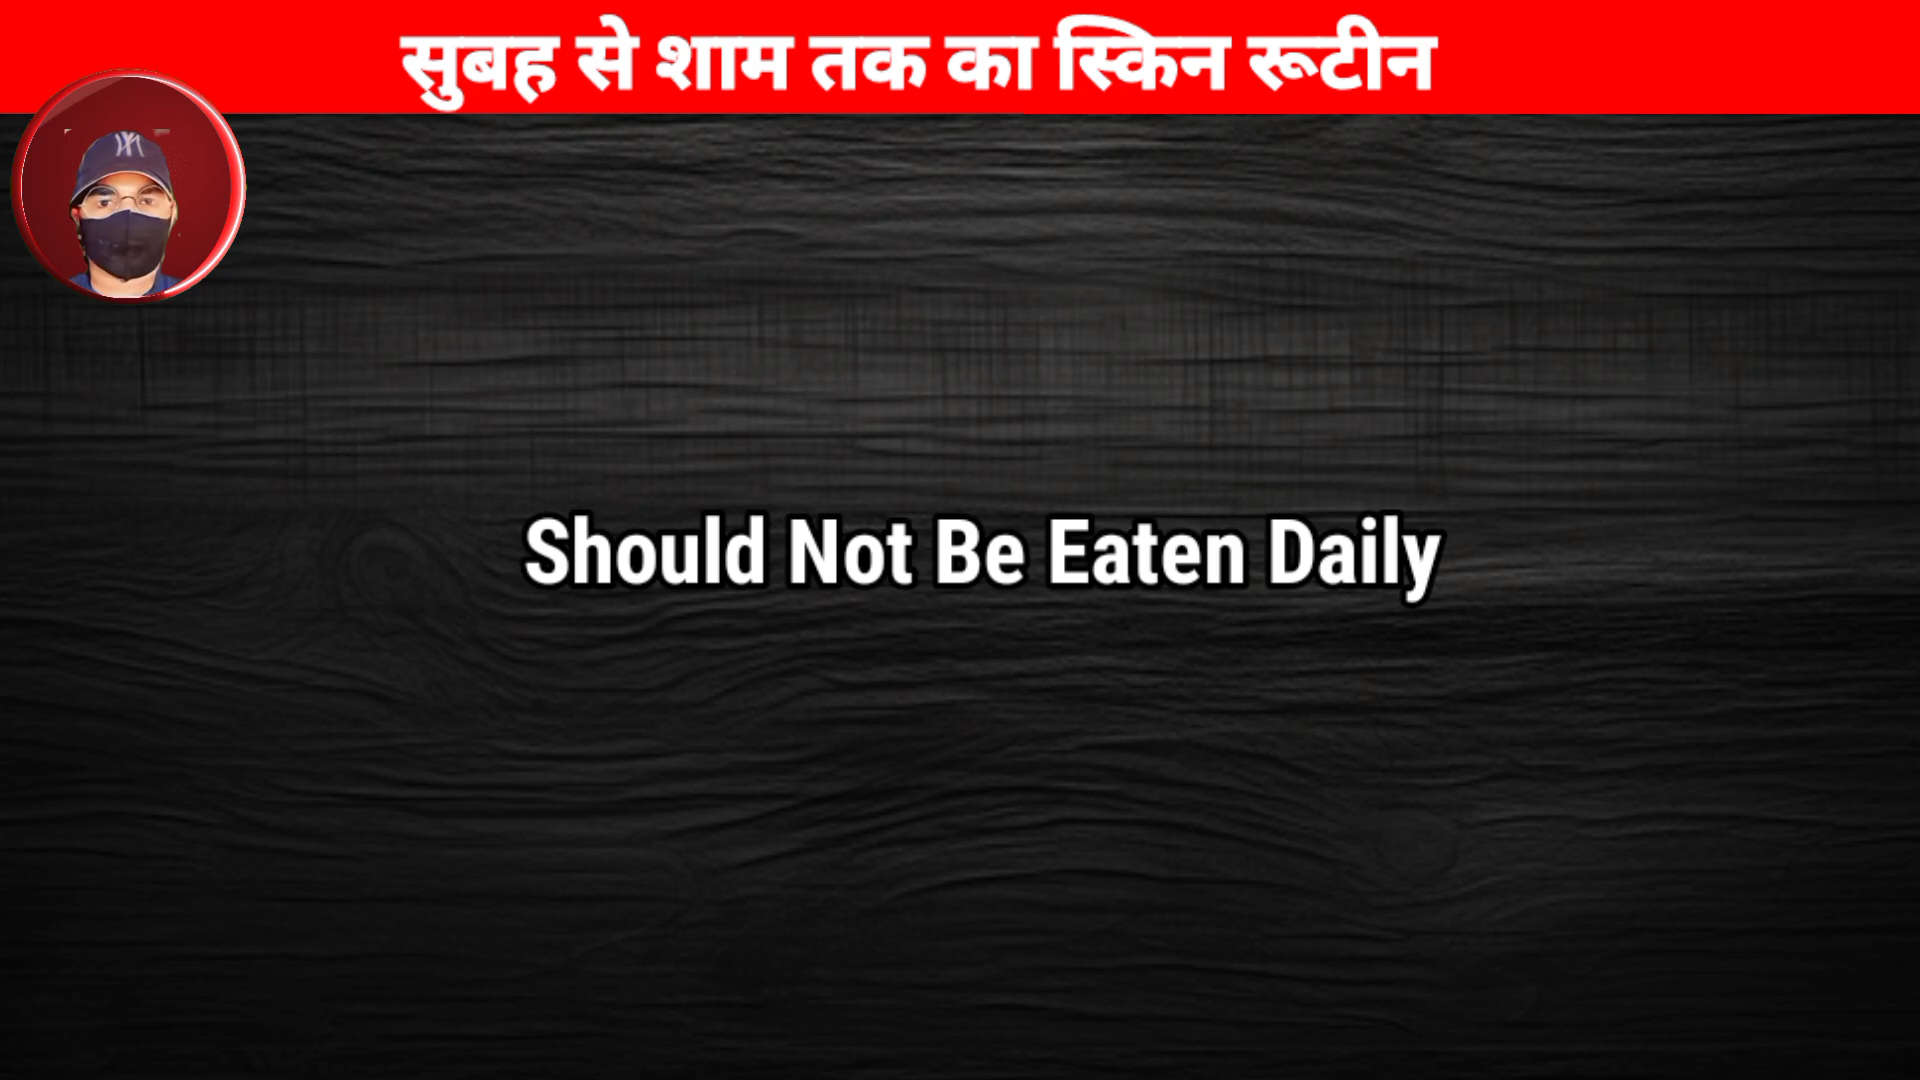 सुबह से शाम तक का स्किन रूटीन
Should Not Be Eaten Daily